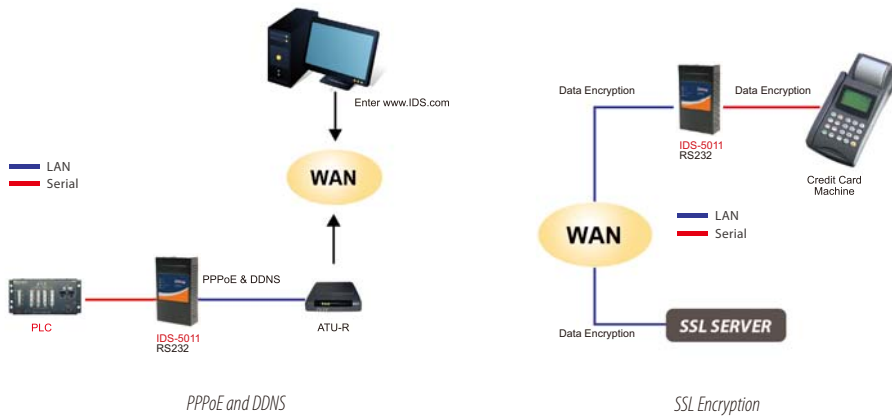 Enter www.IDS.com
WAN
LAN
Serial
PPPoE & DDNS
PLC
IDS-5011
RS232
ATU-R
PPPoE and DDNS
Data Encryption
Data Encryption
IDS-5011
RS232
Credit Card
Machine
WAN
LAN
Serial
Data Encryption
SSL SERVER
SSL Encryption